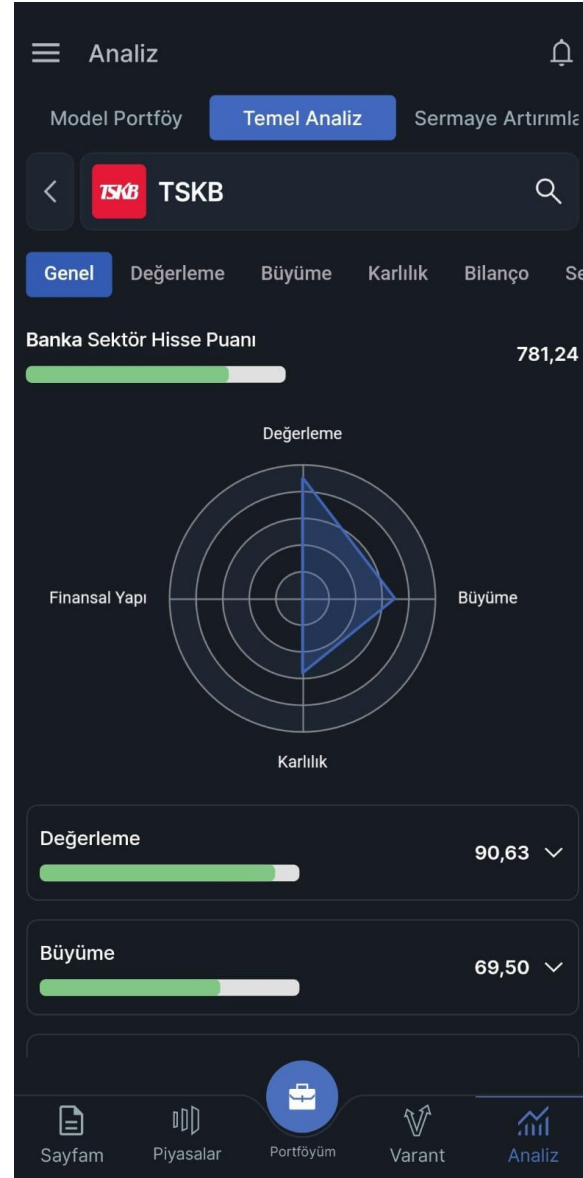 Analiz
Model Portföy Temel Analiz Sermaye Artırımla
TSKB TSKB
Genel Değerleme Büyüme Karlılık Bilanço Se
Banka Sektör Hisse Puanı
781,24
Değerleme
Finansal Yapı
Büyüme
Karlılık
Değerleme
90,63
Büyüme
69,50
Sayfam Piyasalar Portföyüm Varant Analiz